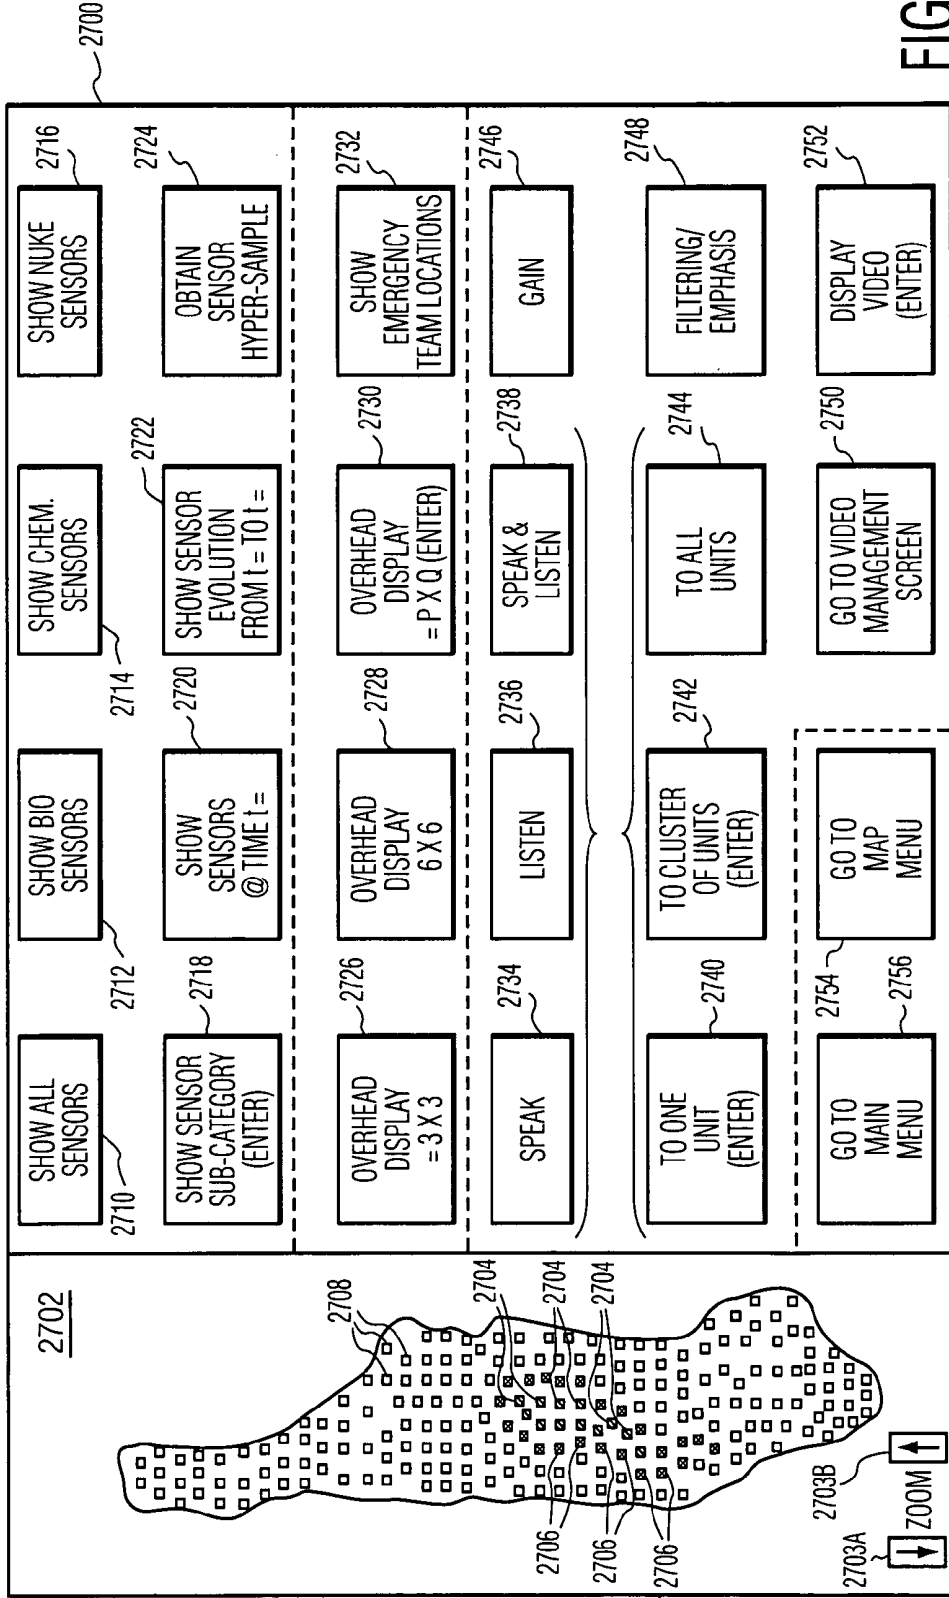 2702
2708
2704
2704
2704
2706
2706
2706
2703A
ZOOM
2703B
2700
SHOW ALL
SENSORS
2710
SHOW BIO
SENSORS
2712
SHOW CHEM.
SENSORS
2714
SHOW NUKE
SENSORS
2716
SHOW SENSOR
SUB-CATEGORY
(ENTER)
2718
SHOW
SENSORS
@ TIME t =
2720
SHOW SENSOR
EVOLUTION
FROM t = TO t =
2722
OBTAIN
SENSOR
HYPER-SAMPLE
2724
OVERHEAD
DISPLAY
= 3 X 3
2726
OVERHEAD
DISPLAY
6 X 6
2728
OVERHEAD
DISPLAY
= P X Q (ENTER)
2730
SHOW
EMERGENCY
TEAM LOCATIONS
2732
SPEAK
2734
LISTEN
2736
SPEAK &
LISTEN
2738
GAIN
2746
TO ONE
UNIT
(ENTER)
2740
TO CLUSTER
OF UNITS
(ENTER)
2742
TO ALL
UNITS
2744
FILTERING/
EMPHASIS
2748
GO TO
MAIN
MENU
2756
GO TO
MAP
MENU
2754
GO TO VIDEO
MANAGEMENT
SCREEN
2750
DISPLAY
VIDEO
(ENTER)
2752
FIG